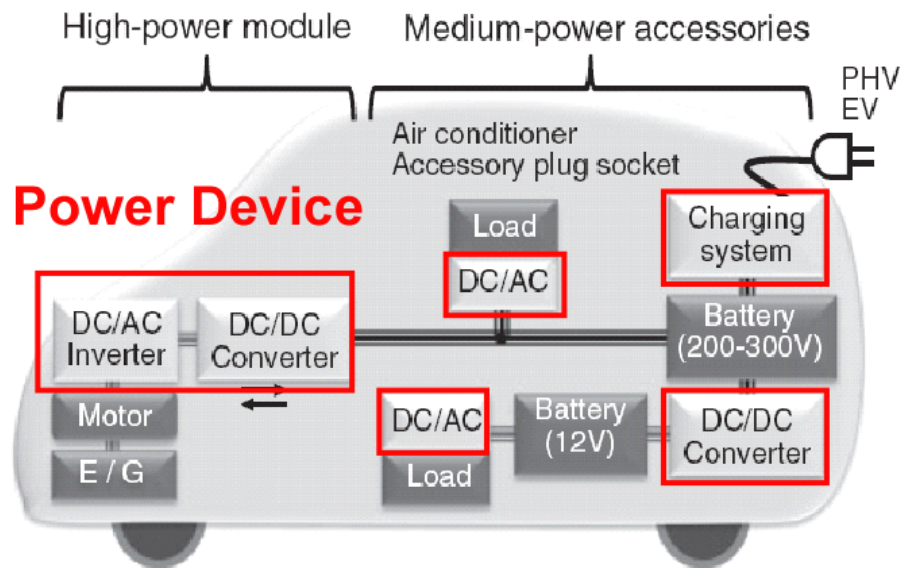 High-power module
Medium-power accessories
PHV
EV
Air conditioner
Accessory plug socket
Power Device
Load
Charging
system
DC/AC
DC/AC
Inverter
DC/DC
Converter
Battery
(200-300V)
Motor
E / G
DC/AC
Load
Battery
(12V)
DC/DC
Converter